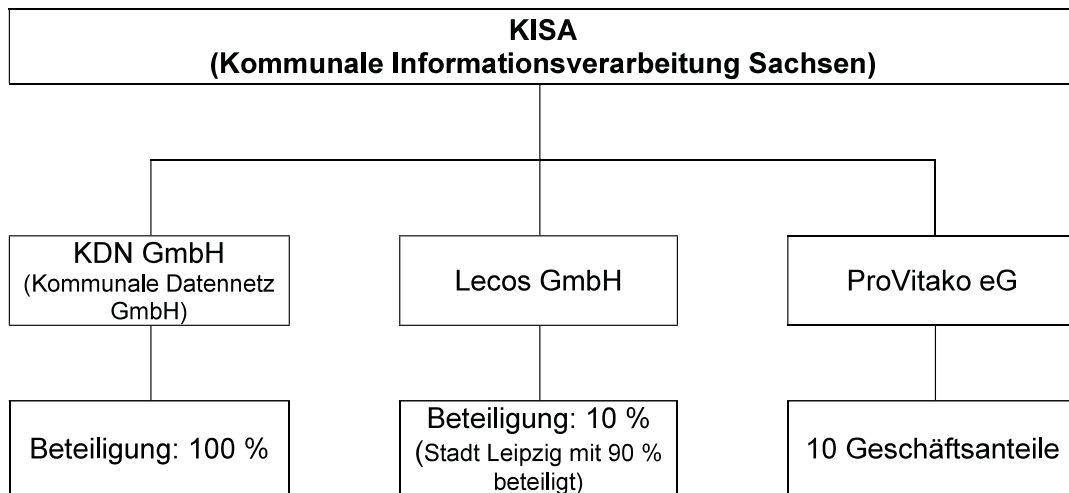 KISA
(Kommunale Informationsverarbeitung Sachsen)
KDN GmbH
(Kommunale Datennetz
GmbH)
Lecos GmbH
ProVitako eG
Beteiligung: 100 %
Beteiligung: 10 %
(Stadt Leipzig mit 90 %
beteiligt)
10 Geschäftsanteile